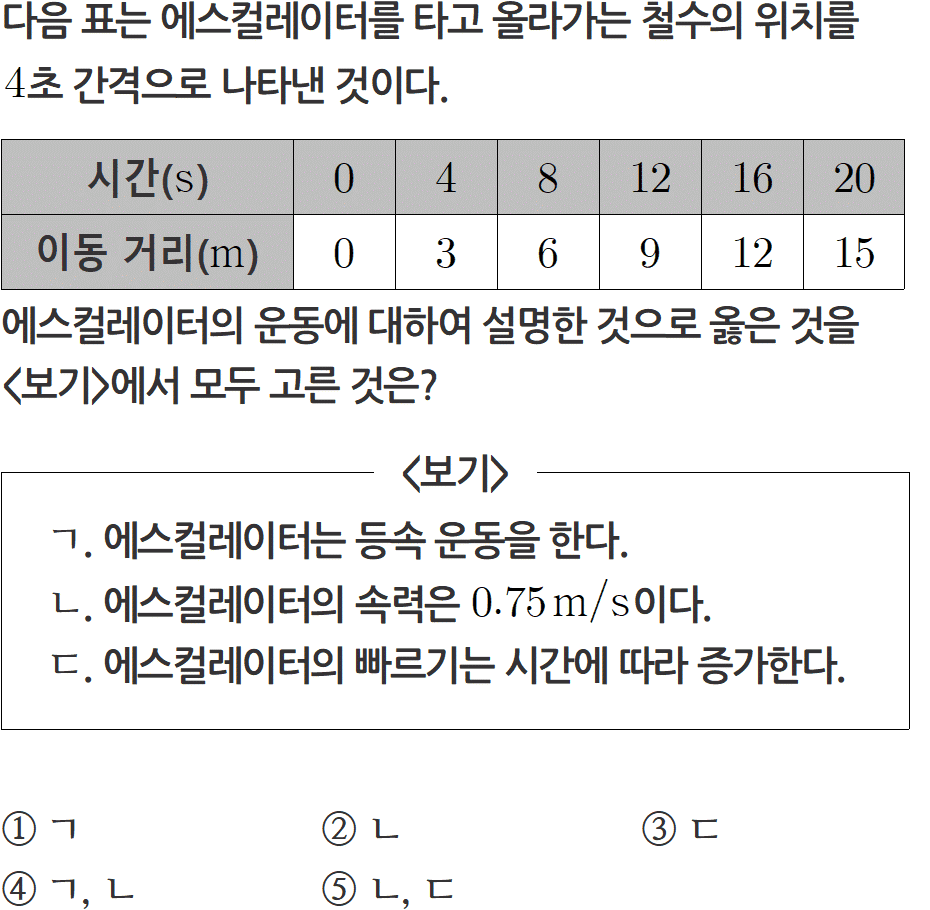 다음 표는 에스컬레이터를 타고 올라가는 철수의 위치를
4초 간격으로 나타낸 것이다.
시간(s) 0 4 8 12 16 20
이동 거리(m) 0 3 6 9 12 15
에스컬레이터의 운동에 대하여 설명한 것으로 옳은 것을
<보기>에서 모두 고른 것은?
<보기>
ㄱ. 에스컬레이터는 등속 운동을 한다.
ㄴ. 에스컬레이터의 속력은 0.75m/s이다.
ㄷ. 에스컬레이터의 빠르기는 시간에 따라 증가한다.
① ㄱ ② ㄴ ③ ㄷ
④ ㄱ, ㄴ ⑤ ㄴ, ㄷ